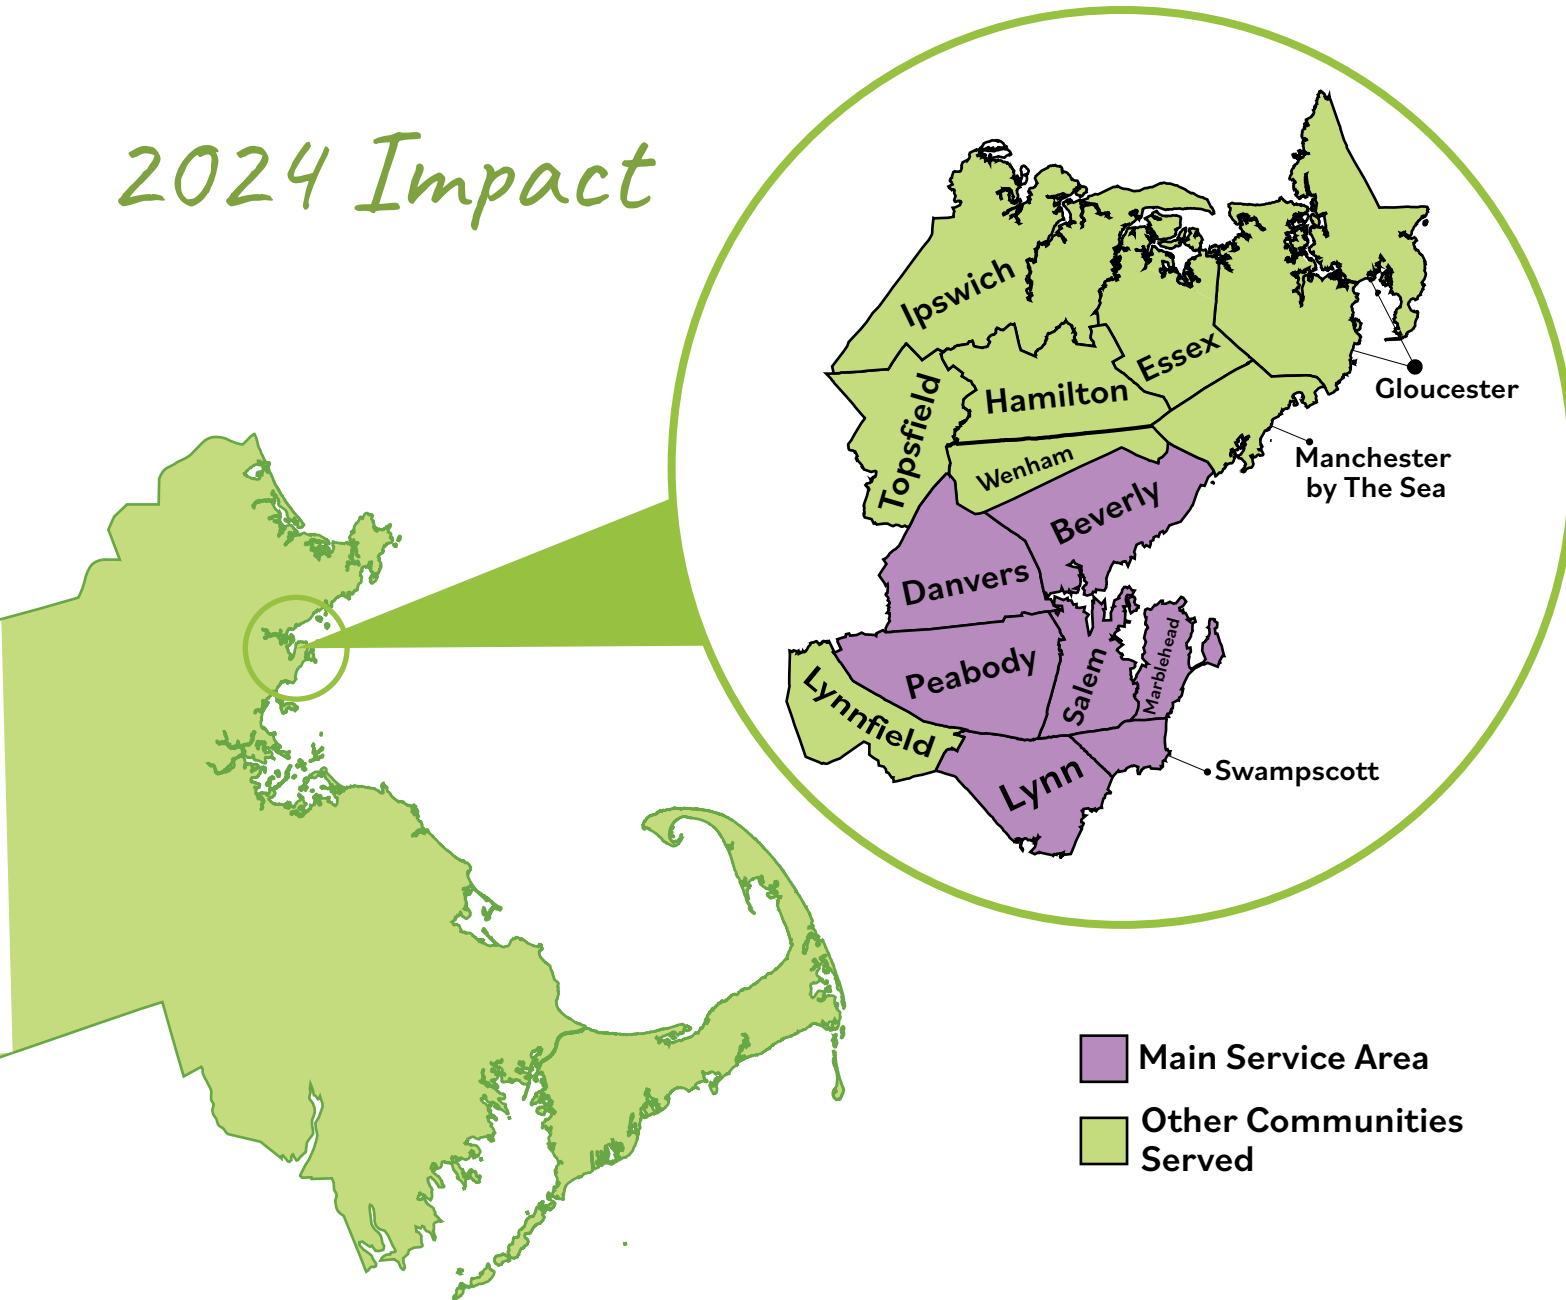 2024 Impact
Ipswich
Essex
Gloucester
Topsfield
Hamilton
Manchester
by The Sea
Wenham
Beverly
Danvers
Peabody
Salem
Marblehead
Lynnfield
Lynn
Swampscott
Main Service Area
Other Communities
Served